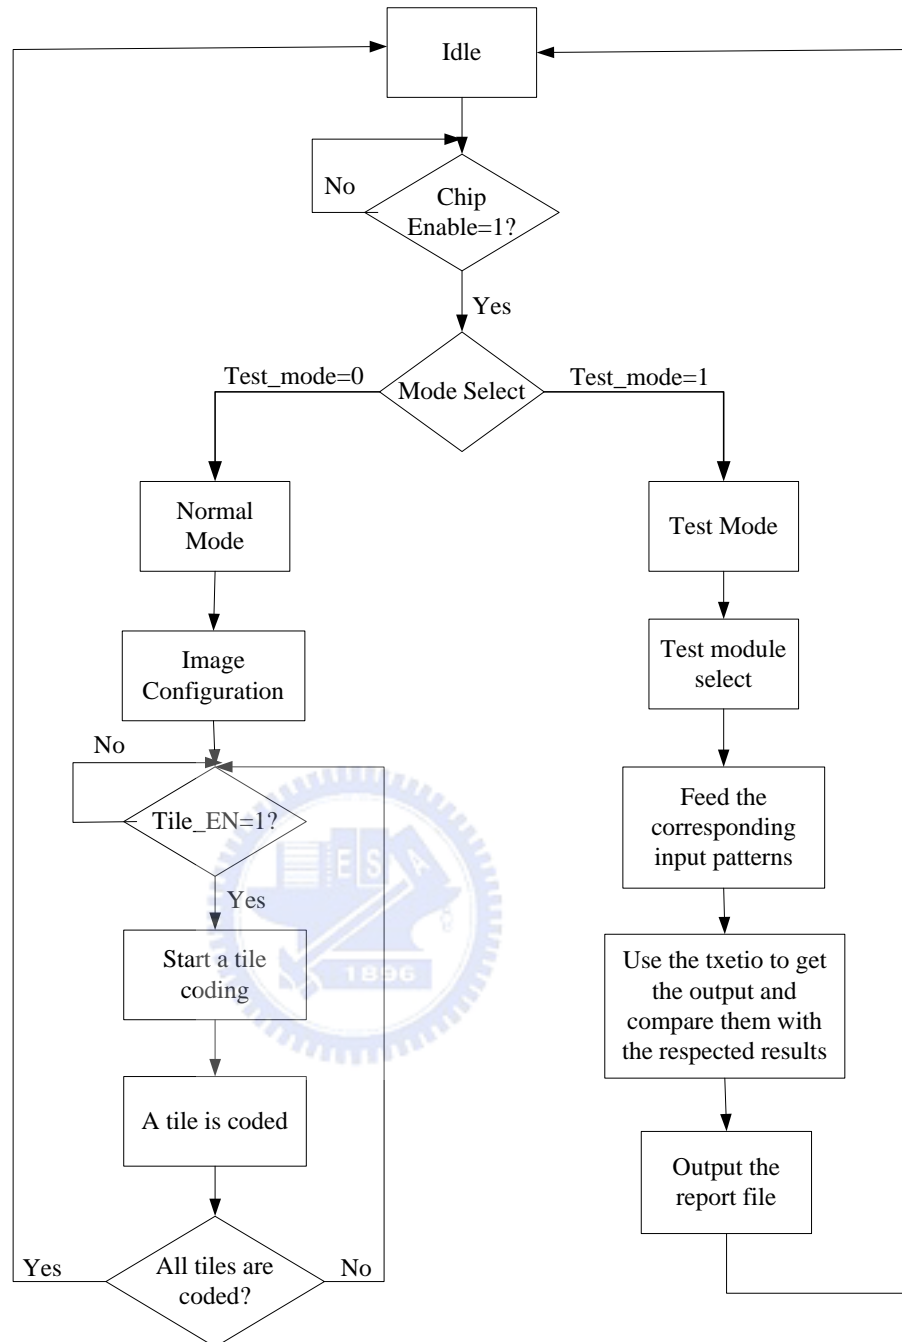 Idle
No
Chip
Enable=1?
Yes
Test_mode=0
Mode Select
Test_mode=1
Normal
Mode
Image
Configuration
No
Tile_EN=1?
Yes
Start a tile
coding
A tile is coded
Yes
All tiles are
coded?
No
Test Mode
Test module
select
Feed the
corresponding
input patterns
Use the txetio to get
the output and
compare them with
the respected results
Output the
report file
E S A
1896